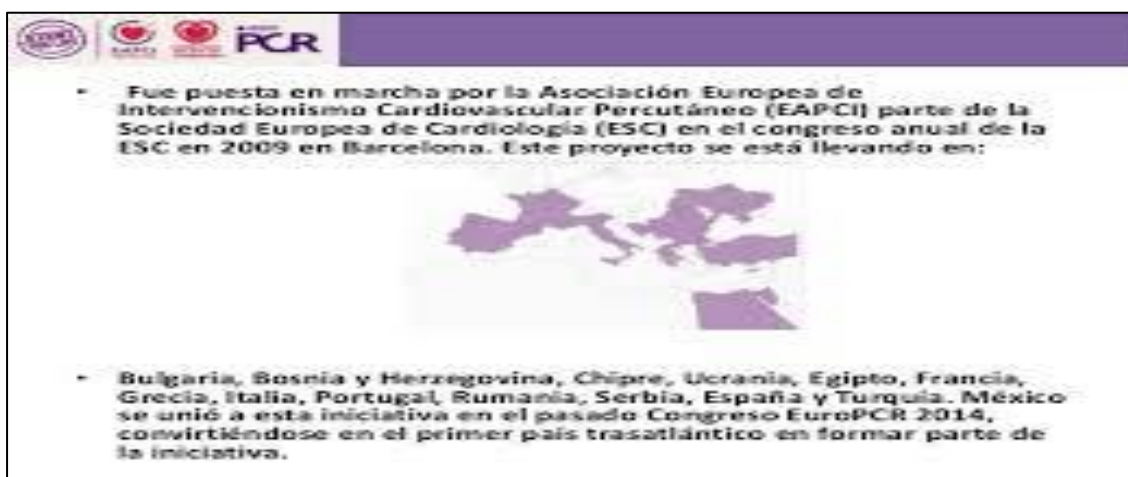 PCR
• Fue puesta en marcha por la Asociación Europea de
Intervencionismo Cardiovascular Percutáneo (EAPCI) parte de la
Sociedad Europea de Cardiología (ESC) en el congreso anual de la
ESC en 2009 en Barcelona. Este proyecto se está llevando en:
• Bulgaria, Bosnia y Herzegovina, Chipre, Ucrania, Egipto, Francia,
Grecia, Italia, Portugal, Rumania, Serbia, España y Turquía. México
se unió a esta iniciativa en el pasado Congreso EuroPCR 2014,
convirtiéndose en el primer país trasatlántico en formar parte de
la iniciativa.